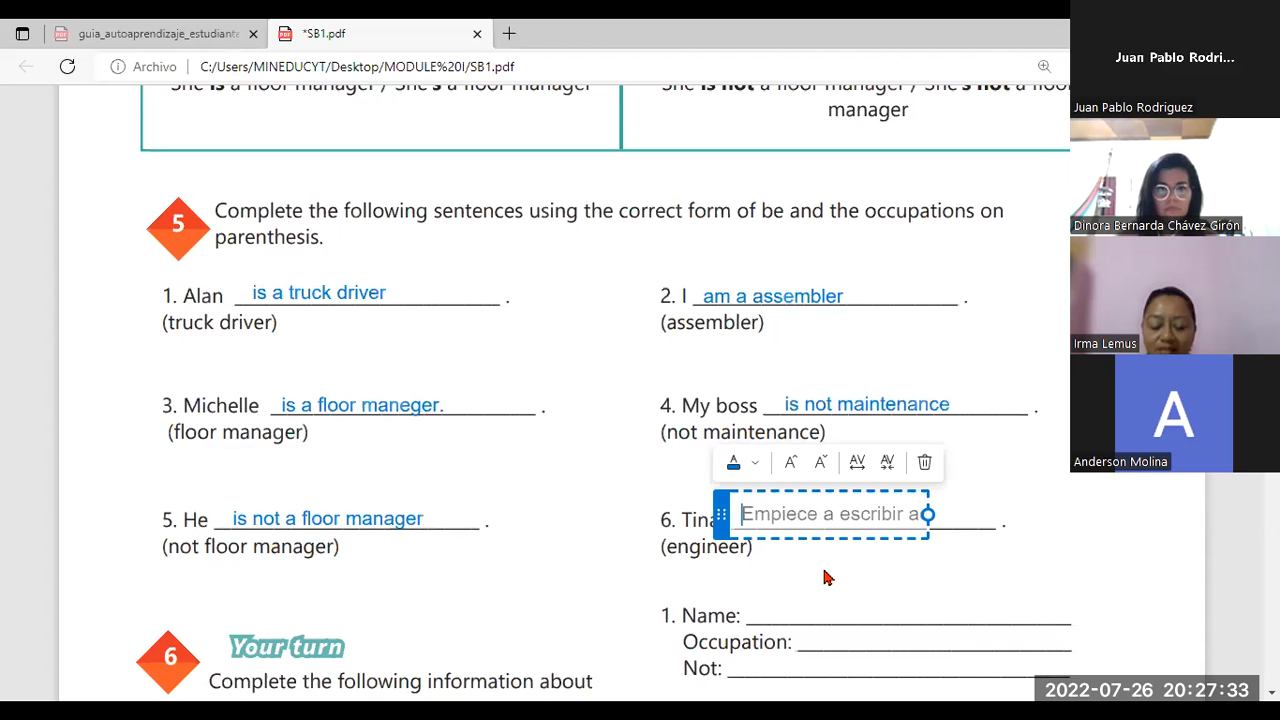 guia_autoaprendizaje_estudiante
*SB1.pdf
Archivo
C:/Users/MINEDUCYT/Desktop/MODULE%20I/SB1.pdf
She is a floor manager / She's a floor manager
She is not a floor manager / She's not a floor
manager
5
Complete the following sentences using the correct form of be and the occupations on
parenthesis.
1. Alan is a truck driver .
(truck driver)
2. I am a assembler .
(assembler)
3. Michelle is a floor maneger. .
(floor manager)
4. My boss is not maintenance .
(not maintenance)
5. He is not a floor manager .
(not floor manager)
6. Tina Empiece a escribir a .
(engineer)
1. Name:
Occupation:
Not:
6
Your turn
Complete the following information about
Juan Pablo Rodri...
Juan Pablo Rodriguez
Dinora Bernarda Chávez Girón
Irma Lemus
A
Anderson Molina
2022-07-26 20:27:33